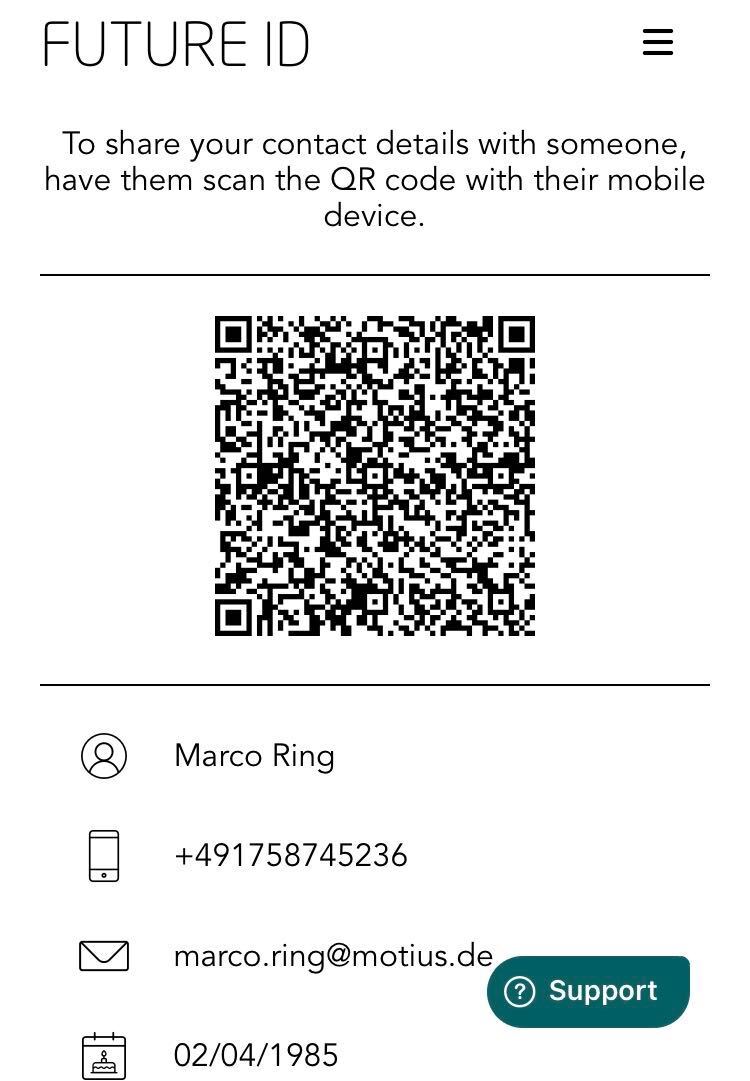 FUTURE ID
To share your contact details with someone,
have them scan the QR code with their mobile
device.
Marco Ring
+491758745236
marco.ring@motius.de
Support
02/04/1985